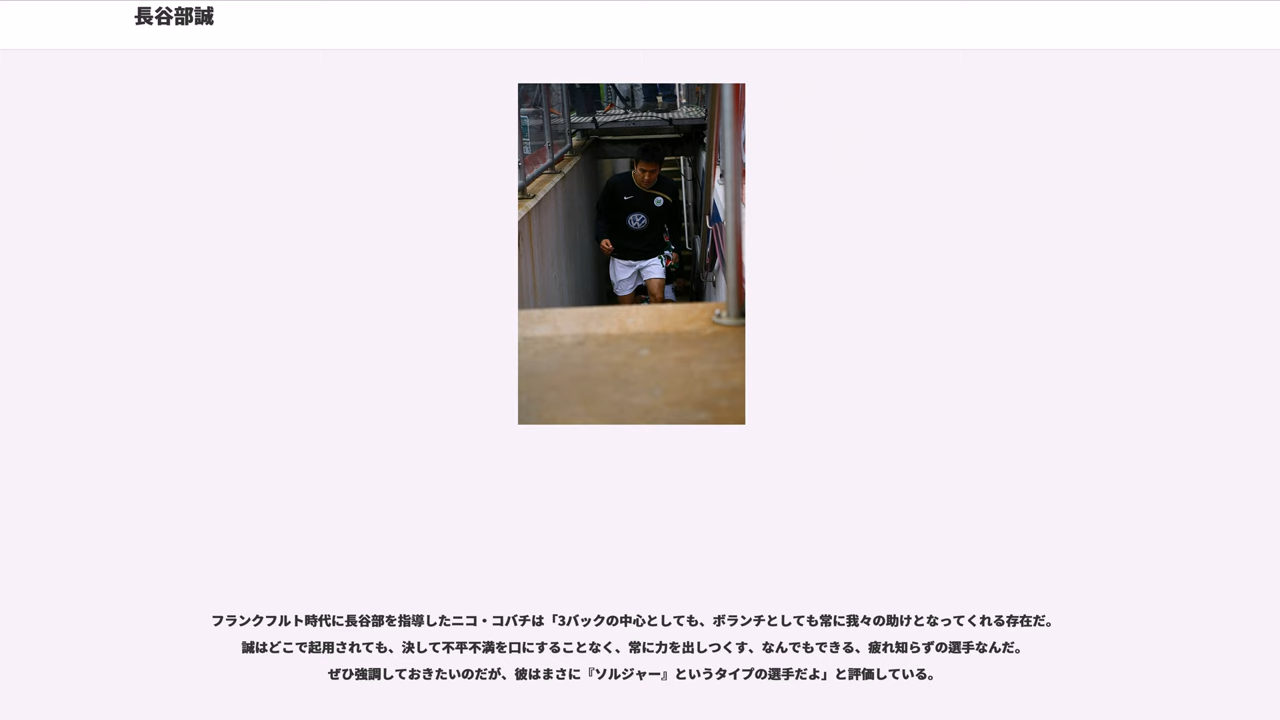 長谷部誠
フランクフルト時代に長谷部を指導したニコ・コバチは「3バックの中心としても、ボランチとしても常に我々の助けとなってくれる存在だ。
誠はどこで起用されても、決して不平不満を口にすることなく、常に力を出しつくす、なんでもできる、疲れ知らずの選手なんだ。
ぜひ強調しておきたいのだが、彼はまさに『ソルジャー』というタイプの選手だよ」と評価している。